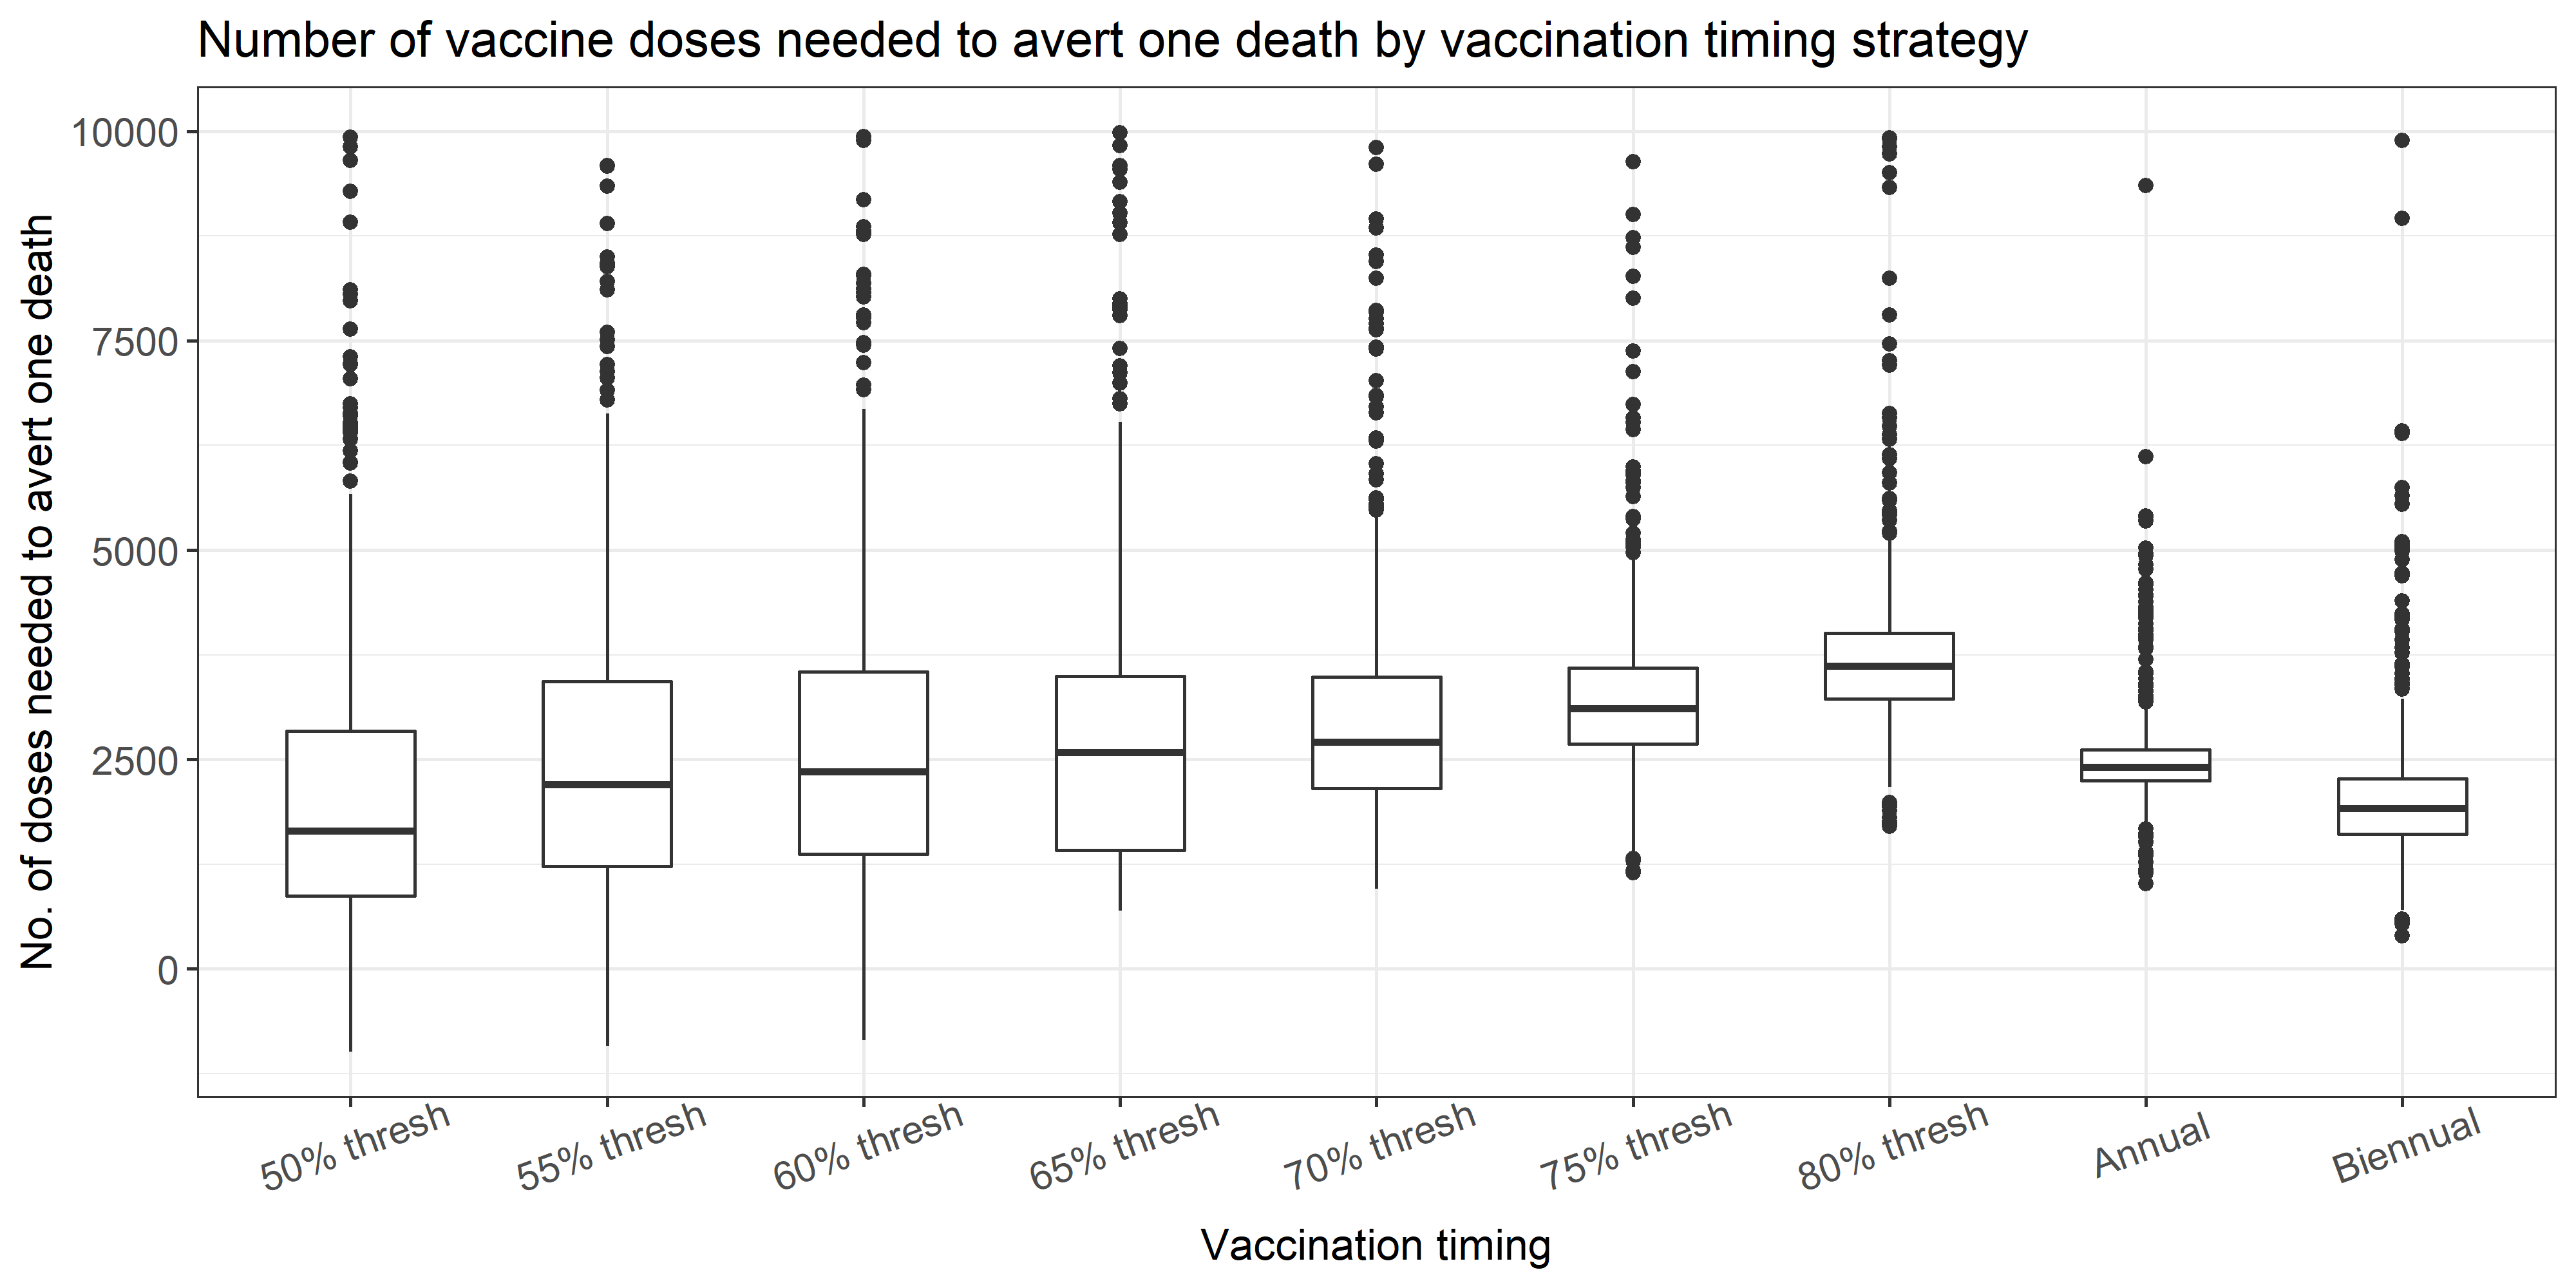 Number of vaccine doses needed to avert one death by vaccination timing strategy
No. of doses needed to avert one death
10000
7500
5000
2500
0
50% thresh
55% thresh
60% thresh
65% thresh
70% thresh
75% thresh
80% thresh
Annual
Biennual
Vaccination timing